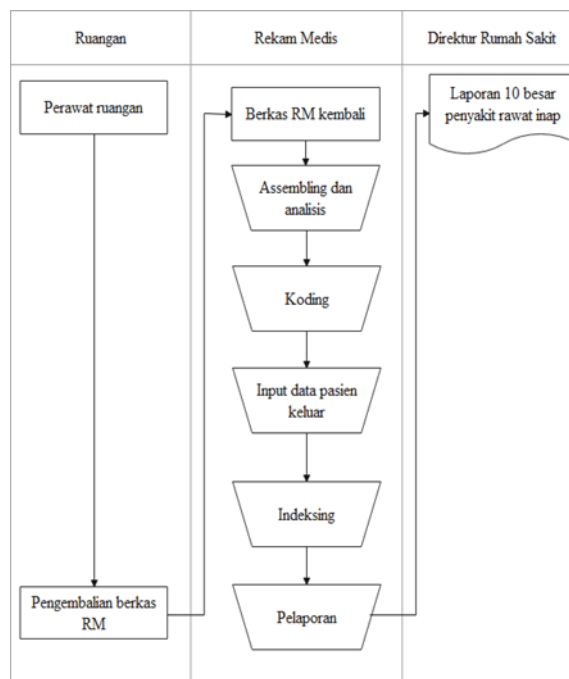 Ruangan
Rekam Medis
Direktur Rumah Sakit
Perawat ruangan
Pengembalian berkas
RM
Berkas RM kembali
Assembling dan
analisis
Koding
Input data pasien
keluar
Indeksing
Pelaporan
Laporan 10 besar
penyakit rawat inap